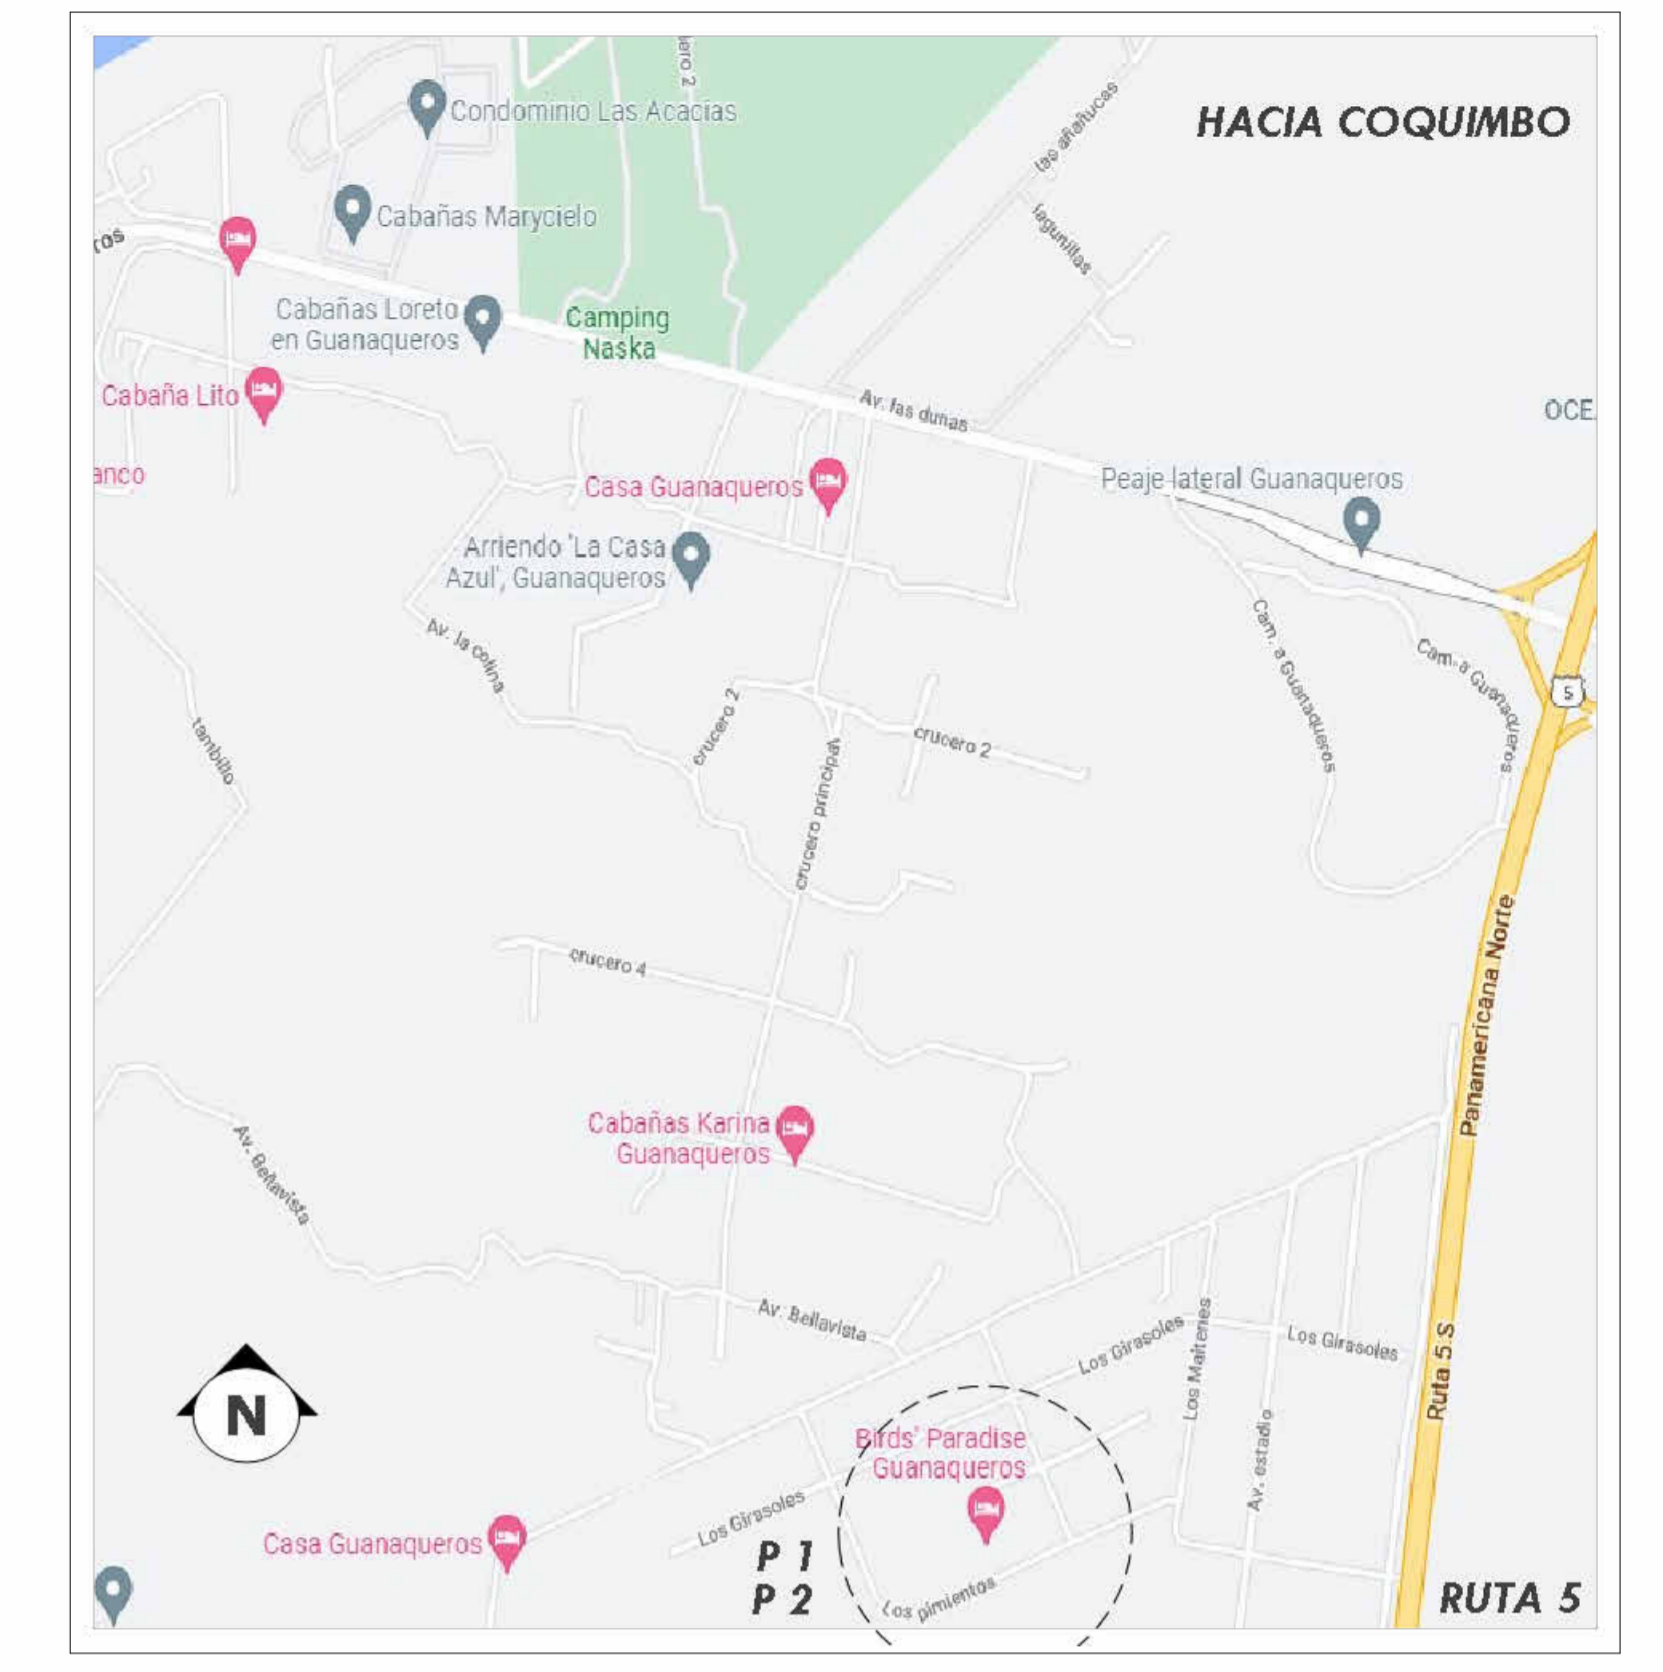 lero 2
Condominio Las Acacias
las añañucas
HACIA COQUIMBO
Cabañas Marycielo
ros
lagunillas
Cabañas Loreto
en Guanaqueros
Camping
Naska
Cabaña Lito
Av. las dunas
OCE
anco
Casa Guanaqueros
Peaje lateral Guanaqueros
Arriendo 'La Casa
Azul', Guanaqueros
Av. la colina
Cam. a Guanaqueros
Cam. a Guanaqueros
5
tambillo
crucero 2
crucero 2
crucero principal
crucero 4
Panamericana Norte
Cabañas Karina
Guanaqueros
Av. Bellavista
Av. Bellavista
Los Girasoles
Los Maitenes
Los Girasoles
Ruta 5 S
N
Av. estadio
Birds' Paradise
Guanaqueros
Los Girasoles
Casa Guanaqueros
P 1
P 2
Los pimientos
RUTA 5